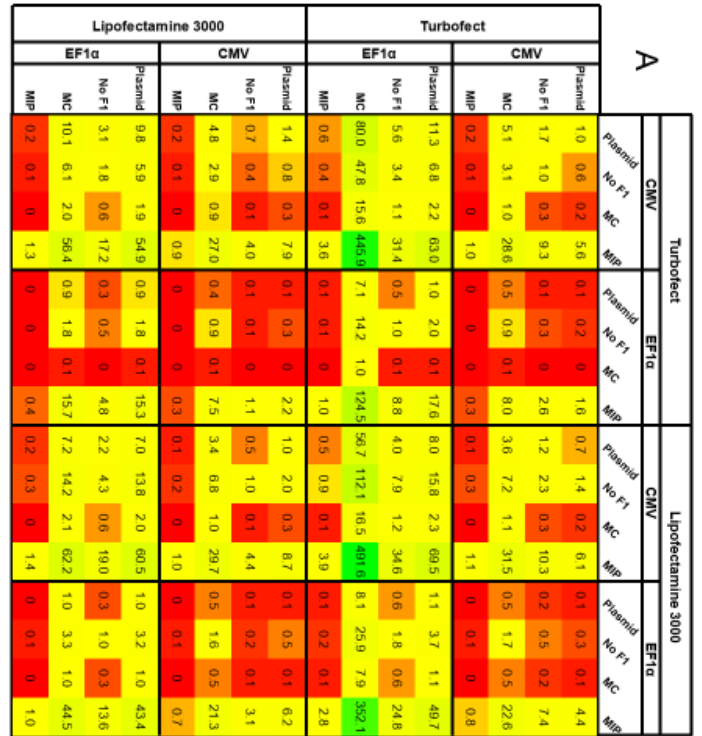 A
Turbofect Lipofectamine 3000
CMV EF1α CMV EF1α
Plasmid No F1 MC MIP Plasmid No F1 MC MIP Plasmid No F1 MC MIP Plasmid No F1 MC MIP
Turbofect
CMV
Plasmid 1.0 0.6 0.2 5.6 0.1 0.2 0.1 1.6 0.7 1.4 0.2 6.1 0.1 0.3 0.1 4.4
No F1 1.7 1.0 0.3 9.3 0.1 0.3 0 2.6 1.2 2.3 0.3 10.3 0.2 0.5 0.2 7.4
MC 5.1 3.1 1.0 28.6 0.5 0.9 0.1 8.0 3.6 7.2 1.1 31.5 0.5 1.7 0.5 22.6
MIP 0.2 0.1 0 1.0 0 0 0 0.3 0.1 0.3 0 1.1 0 0.1 0 0.8
EF1α
Plasmid 11.3 6.8 2.2 63.0 1.0 2.0 0.1 17.6 8.0 15.8 2.3 69.5 1.1 3.7 1.1 49.7
No F1 5.6 3.4 1.1 31.4 0.5 1.0 0.1 8.8 4.0 7.9 1.2 34.6 0.6 1.8 0.6 24.8
MC 80.0 47.8 15.6 445.9 7.1 14.2 1.0 124.5 56.7 112.1 16.5 491.6 8.1 25.9 7.9 352.1
MIP 0.6 0.4 0.1 3.6 0.1 0.1 0 1.0 0.5 0.9 0.1 3.9 0.1 0.2 0.1 2.8
Lipofectamine 3000
CMV
Plasmid 1.4 0.8 0.3 7.9 0.1 0.3 0 2.2 1.0 2.0 0.3 8.7 0.1 0.5 0.1 6.2
No F1 0.7 0.4 0.1 4.0 0.1 0.1 0 1.1 0.5 1.0 0.1 4.4 0.1 0.2 0.1 3.1
MC 4.8 2.9 0.9 27.0 0.4 0.9 0.1 7.5 3.4 6.8 1.0 29.7 0.5 1.6 0.5 21.3
MIP 0.2 0.1 0 0.9 0 0 0 0.3 0.1 0.2 0 1.0 0 0.1 0 0.7
EF1α
Plasmid 9.8 5.9 1.9 54.9 0.9 1.8 0.1 15.3 7.0 13.8 2.0 60.5 1.0 3.2 1.0 43.4
No F1 3.1 1.8 0.6 17.2 0.3 0.5 0 4.8 2.2 4.3 0.6 19.0 0.3 1.0 0.3 13.6
MC 10.1 6.1 2.0 56.4 0.9 1.8 0.1 15.7 7.2 14.2 2.1 62.2 1.0 3.3 1.0 44.5
MIP 0.2 0.1 0 1.3 0 0 0 0.4 0.2 0.3 0 1.4 0 0.1 0 1.0